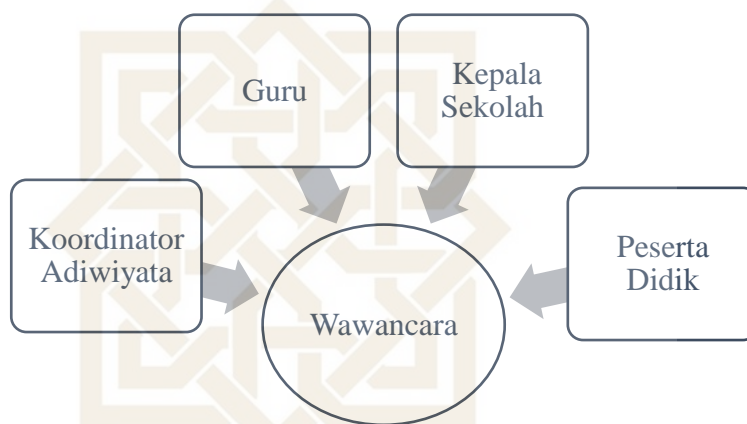 Guru
Kepala
Sekolah
Koordinator
Adiwiyata
Peserta
Didik
Wawancara